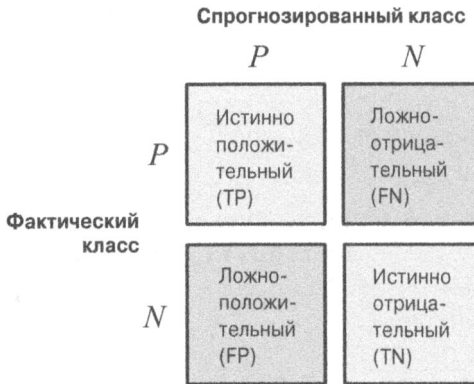 Спрогнозированный класс
P N
P
Истинно
положи-
тельный
(TP)
Ложно-
отрица-
тельный
(FN)
Фактический
класс
N
Ложно-
положи-
тельный
(FP)
Истинно
отрица-
тельный
(TN)